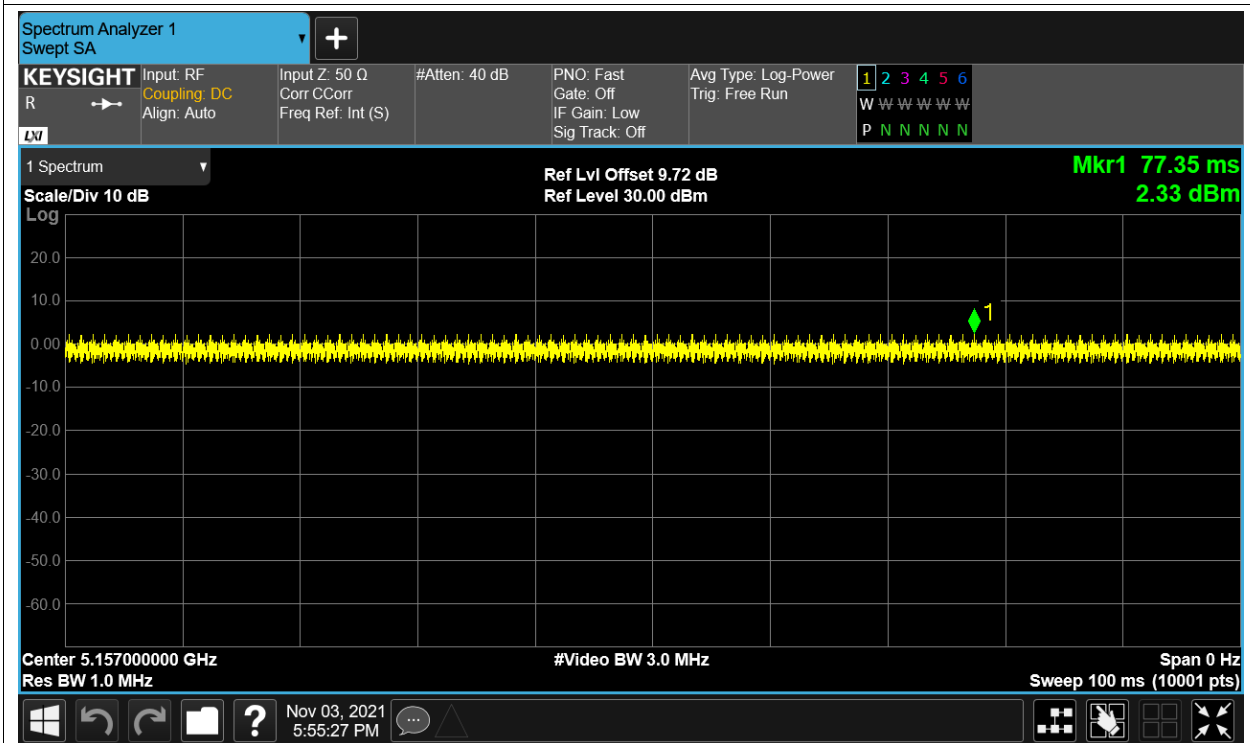 Spectrum Analyzer 1
Swept SA
KEYSIGHT
R
LXI
Input: RF
Coupling: DC
Align: Auto
Input Z: 50 Ω
Corr CCorr
Freq Ref: Int (S)
#Atten: 40 dB
PNO: Fast
Gate: Off
IF Gain: Low
Sig Track: Off
Avg Type: Log-Power
Trig: Free Run
1 2 3 4 5 6
W W W W W W
P N N N N N
1 Spectrum
Scale/Div 10 dB
Ref Lvl Offset 9.72 dB
Ref Level 30.00 dBm
Mkr1 77.35 ms
2.33 dBm
Log
20.0
10.0
1
0.00
-10.0
-20.0
-30.0
-40.0
-50.0
-60.0
Center 5.157000000 GHz
Res BW 1.0 MHz
#Video BW 3.0 MHz
Span 0 Hz
Sweep 100 ms (10001 pts)
?
Nov 03, 2021
5:55:27 PM